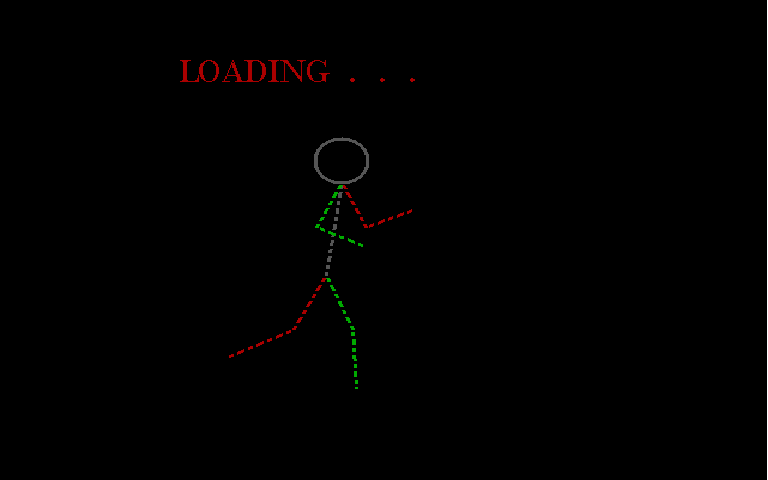 LOADING . . .